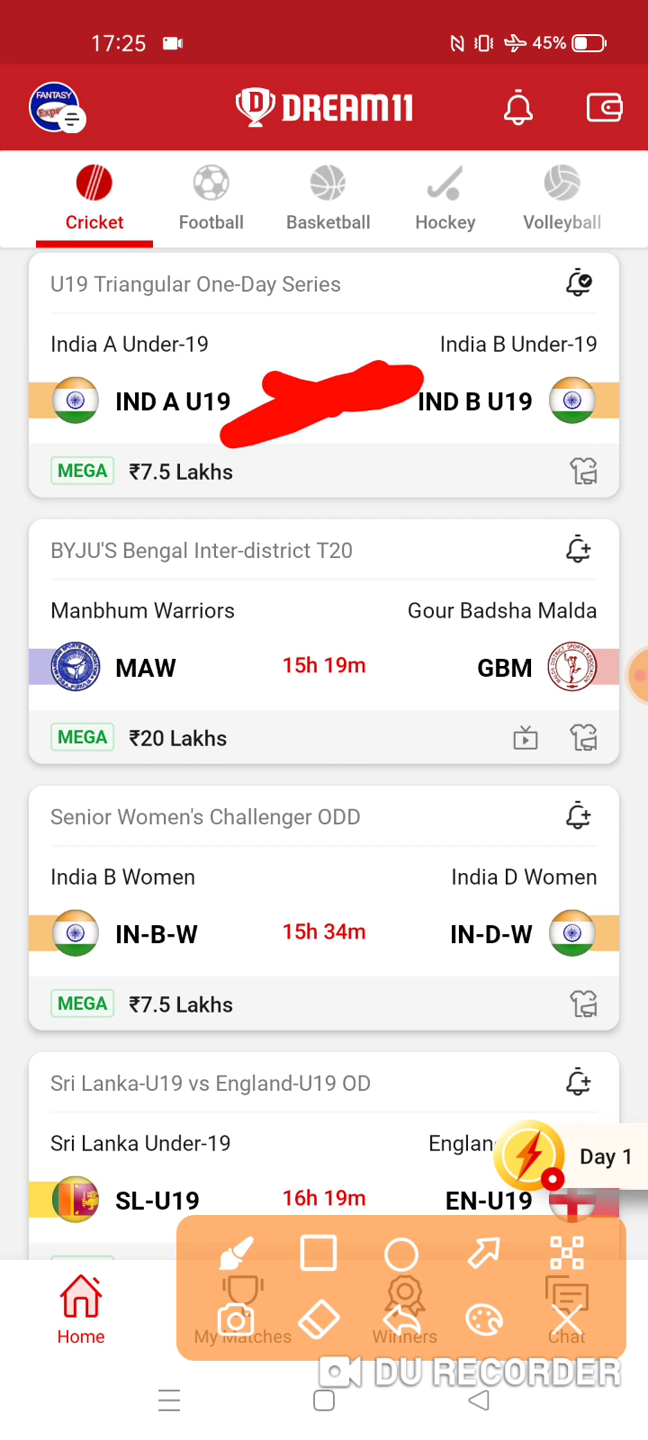 17:25
45%
FANTASY
Expert
DREAM11
Cricket
Football
Basketball
Hockey
Volleyball
U19 Triangular One-Day Series
India A Under-19
India B Under-19
IND A U19
IND B U19
MEGA ₹7.5 Lakhs
BYJU'S Bengal Inter-district T20
Manbhum Warriors
Gour Badsha Malda
MAW
15h 19m
GBM
MEGA ₹20 Lakhs
Senior Women's Challenger ODD
India B Women
India D Women
IN-B-W
15h 34m
IN-D-W
MEGA ₹7.5 Lakhs
Sri Lanka-U19 vs England-U19 OD
Sri Lanka Under-19
Englan
Day 1
SL-U19
16h 19m
EN-U19
Home
My Matches
Winners
Chat
DU RECORDER